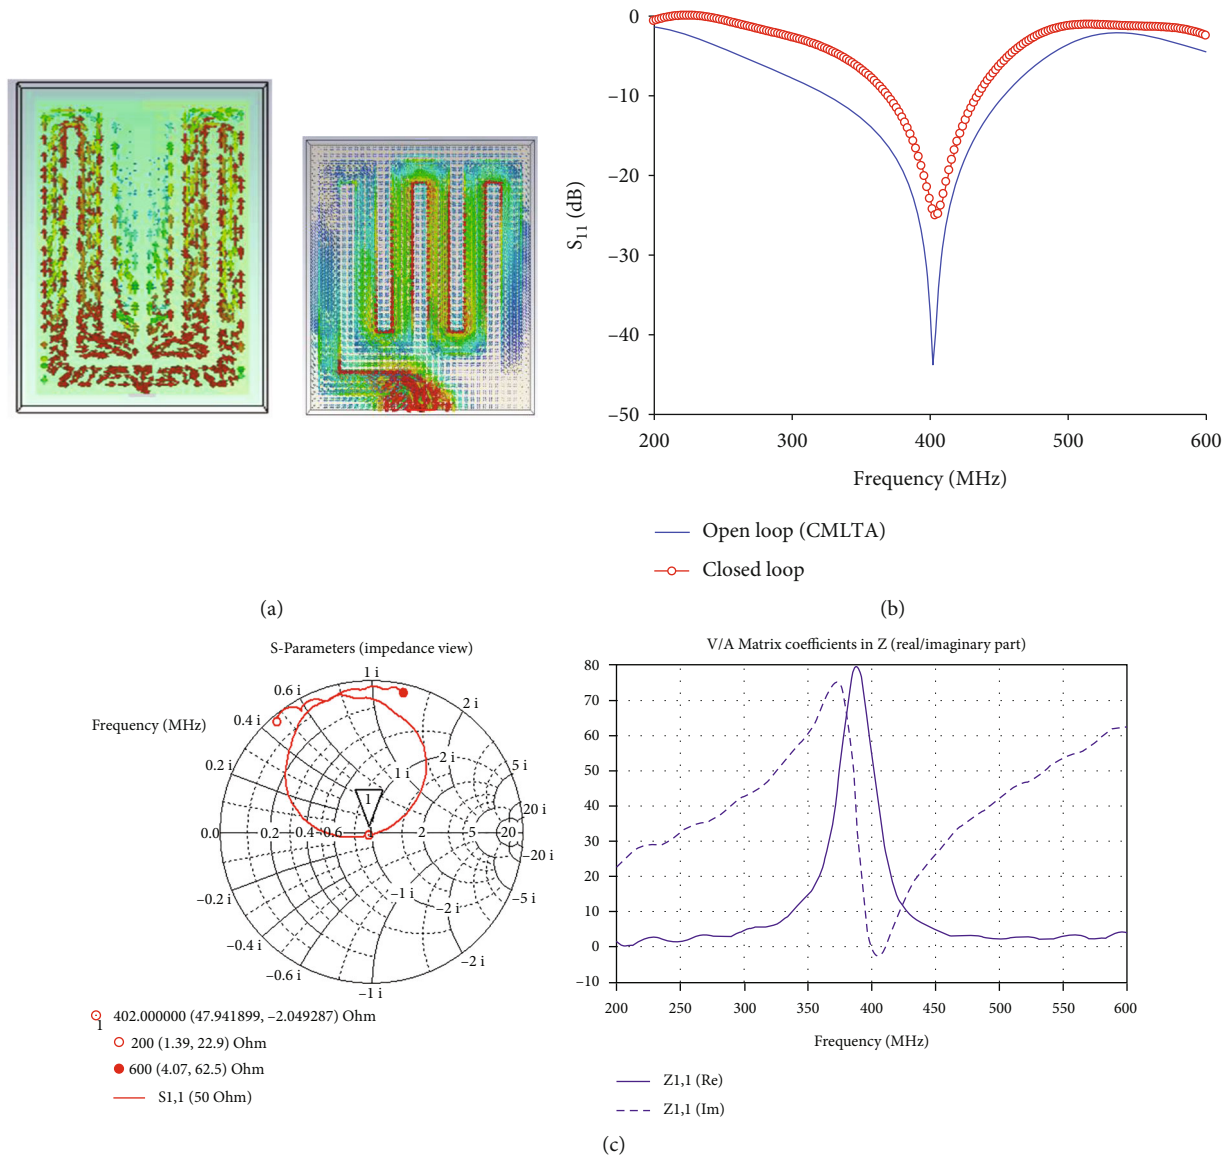 0
−10
−20
−30
−40
−50
S11 (dB)
200 300 400 500 600
Frequency (MHz)
Open loop (CMLTA)
Closed loop
(a)
(b)
S-Parameters (impedance view)
Frequency (MHz)
1 i
0.6 i
2 i
0.4 i
0.2 i
2 i
1 i
5 i
1
20 i
0.0 0.2 0.4 0.6 1 2 5 20
−20 i
−0.2 i
−1 i
−2 i
−5 i
−0.4 i
−0.6 i
−2 i
−1 i
1
402.000000 (47.941899, −2.049287) Ohm
200 (1.39, 22.9) Ohm
600 (4.07, 62.5) Ohm
S1,1 (50 Ohm)
V/A Matrix coefficients in Z (real/imaginary part)
80
70
60
50
40
30
20
10
0
−10
200 250 300 350 400 450 500 550 600
Frequency (MHz)
Z1,1 (Re)
Z1,1 (Im)
(c)